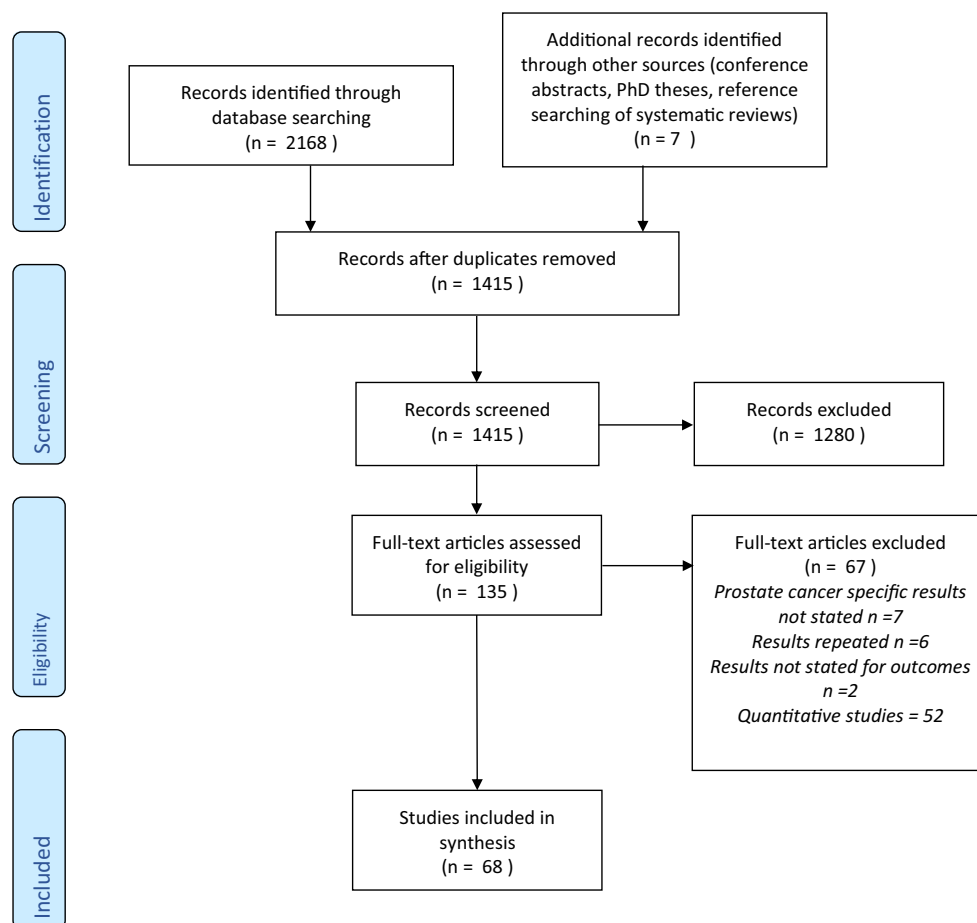 Identification
Records identified through
database searching
(n = 2168 )
Additional records identified
through other sources (conference
abstracts, PhD theses, reference
searching of systematic reviews)
(n = 7 )
Records after duplicates removed
(n = 1415 )
Screening
Records screened
(n = 1415)
Records excluded
(n = 1280)
Eligibility
Full-text articles assessed
for eligibility
(n = 135)
Full-text articles excluded
(n = 67)
Prostate cancer specific results
not stated n =7
Results repeated n =6
Results not stated for outcomes
n =2
Quantitative studies = 52
Included
Studies included in
synthesis
(n = 68)